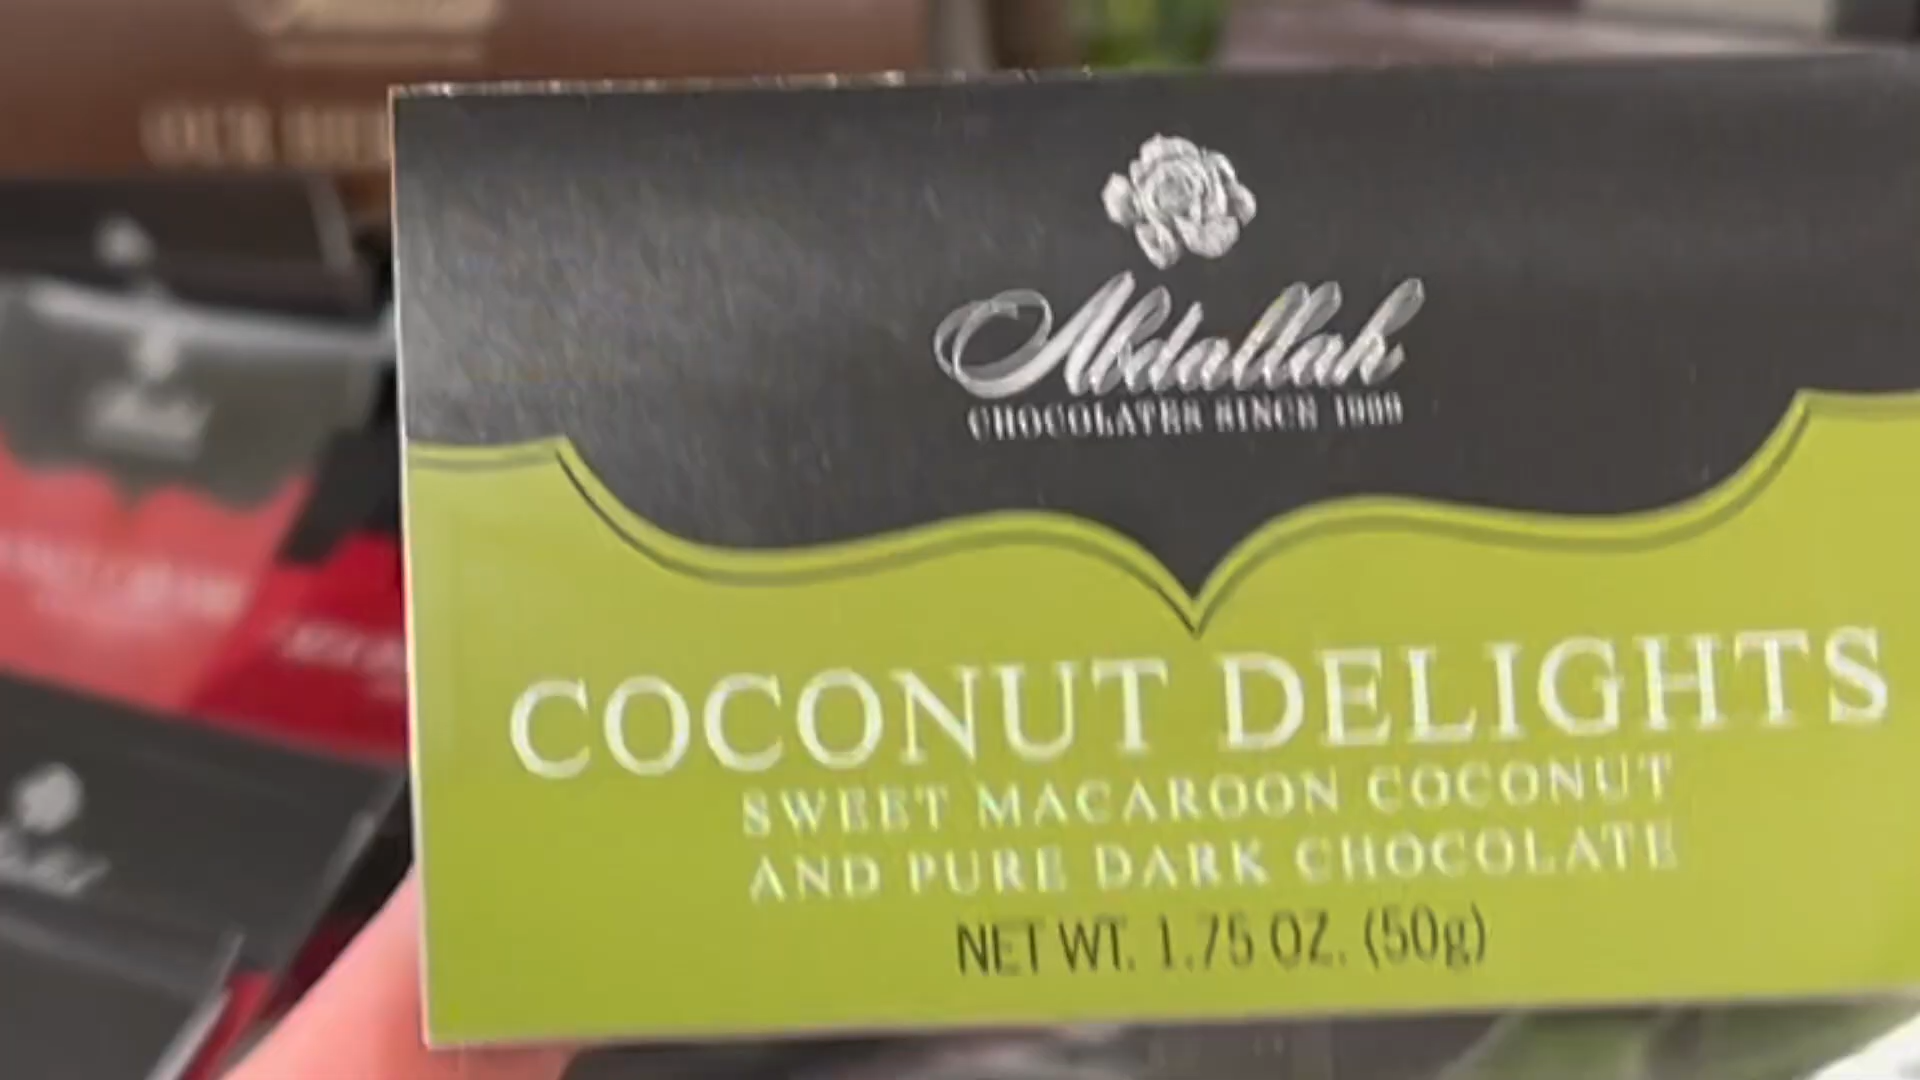 Abdallah
CHOCOLATES SINCE 1909
COCONUT DELIGHTS
SWEET MACAROON COCONUT
AND PURE DARK CHOCOLATE
NET WT. 1.75 OZ. (50g)
OUR